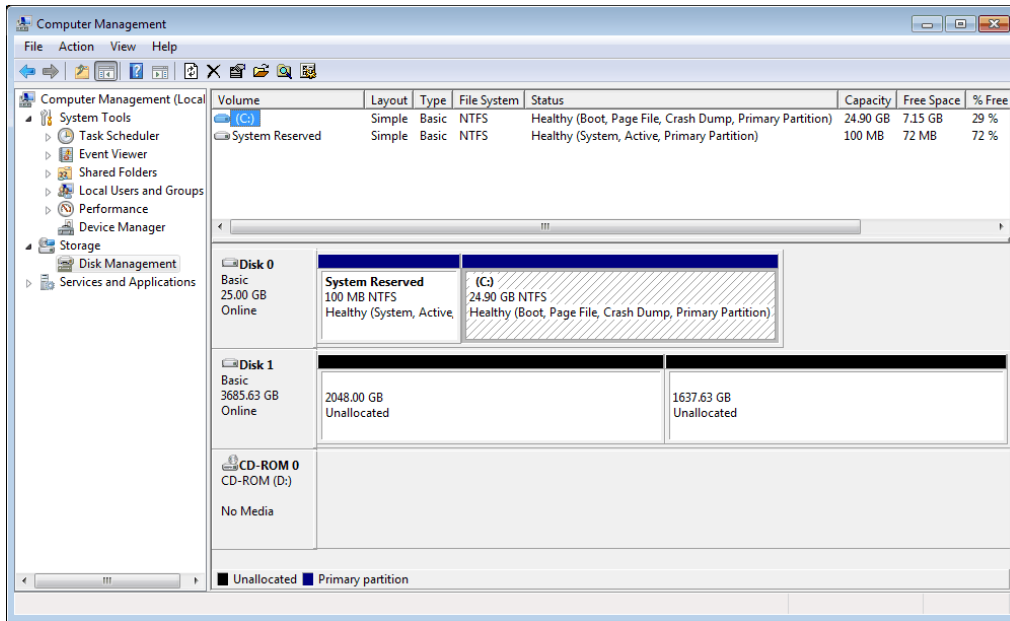 Computer Management
File Action View Help
Computer Management (Local
System Tools
Task Scheduler
Event Viewer
Shared Folders
Local Users and Groups
Performance
Device Manager
Storage
Disk Management
Services and Applications
Volume Layout Type File System Status Capacity Free Space % Free
(C:) Simple Basic NTFS Healthy (Boot, Page File, Crash Dump, Primary Partition) 24.90 GB 7.15 GB 29 %
System Reserved Simple Basic NTFS Healthy (System, Active, Primary Partition) 100 MB 72 MB 72 %
Disk 0
Basic
25.00 GB
Online
System Reserved
100 MB NTFS
Healthy (System, Active,
(C:)
24.90 GB NTFS
Healthy (Boot, Page File, Crash Dump, Primary Partition)
Disk 1
Basic
3685.63 GB
Online
2048.00 GB
Unallocated
1637.63 GB
Unallocated
CD-ROM 0
CD-ROM (D:)
No Media
Unallocated Primary partition